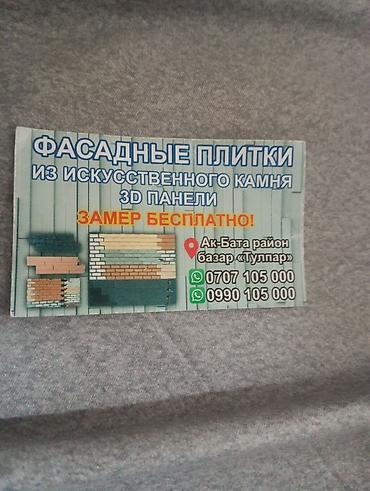 ФАСАДНЫЕ ПЛИТКИ
ИЗ ИСКУССТВЕННОГО КАМНЯ
3D ПАНЕЛИ
ЗАМЕР БЕСПЛАТНО!
Ак-Бата район
базар «Тулпар»
0707 105 000
0990 105 000